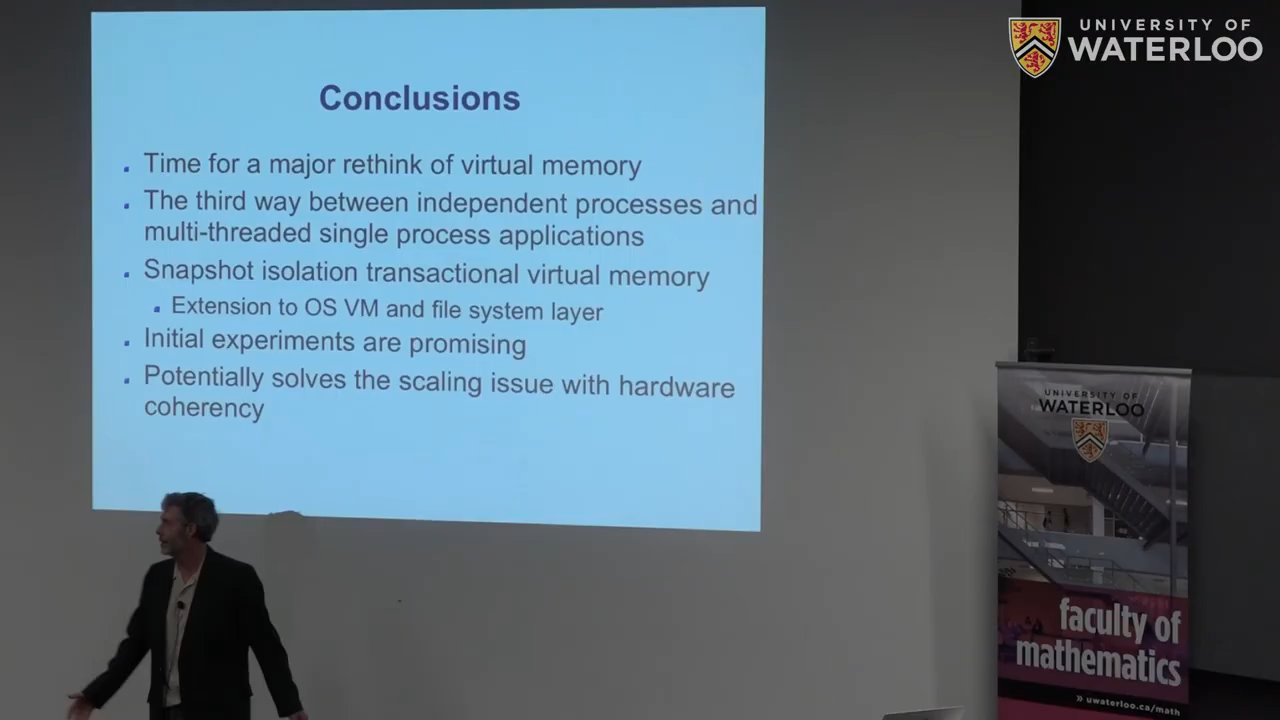 UNIVERSITY OF
WATERLOO
Conclusions
Time for a major rethink of virtual memory
The third way between independent processes and
multi-threaded single process applications
Snapshot isolation transactional virtual memory
Extension to OS VM and file system layer
Initial experiments are promising
Potentially solves the scaling issue with hardware
coherency
UNIVERSITY OF
WATERLOO
faculty of
mathematics
» uwaterloo.ca/math